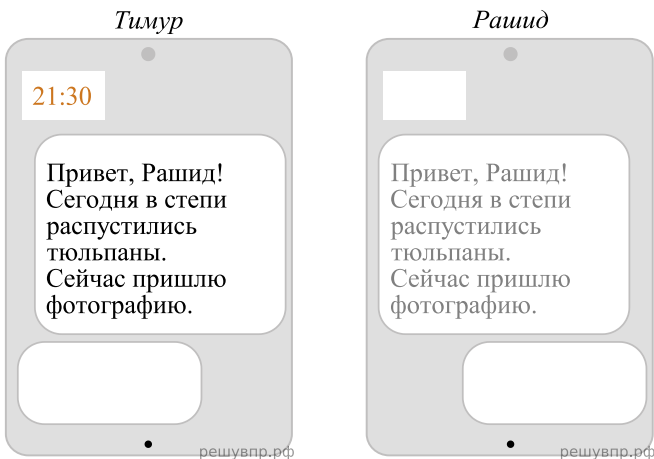 Тимур
21:30
Привет, Рашид!
Сегодня в степи
распустились
тюльпаны.
Сейчас пришлю
фотографию.
решувпр.рф
Рашид
Привет, Рашид!
Сегодня в степи
распустились
тюльпаны.
Сейчас пришлю
фотографию.
решувпр.рф